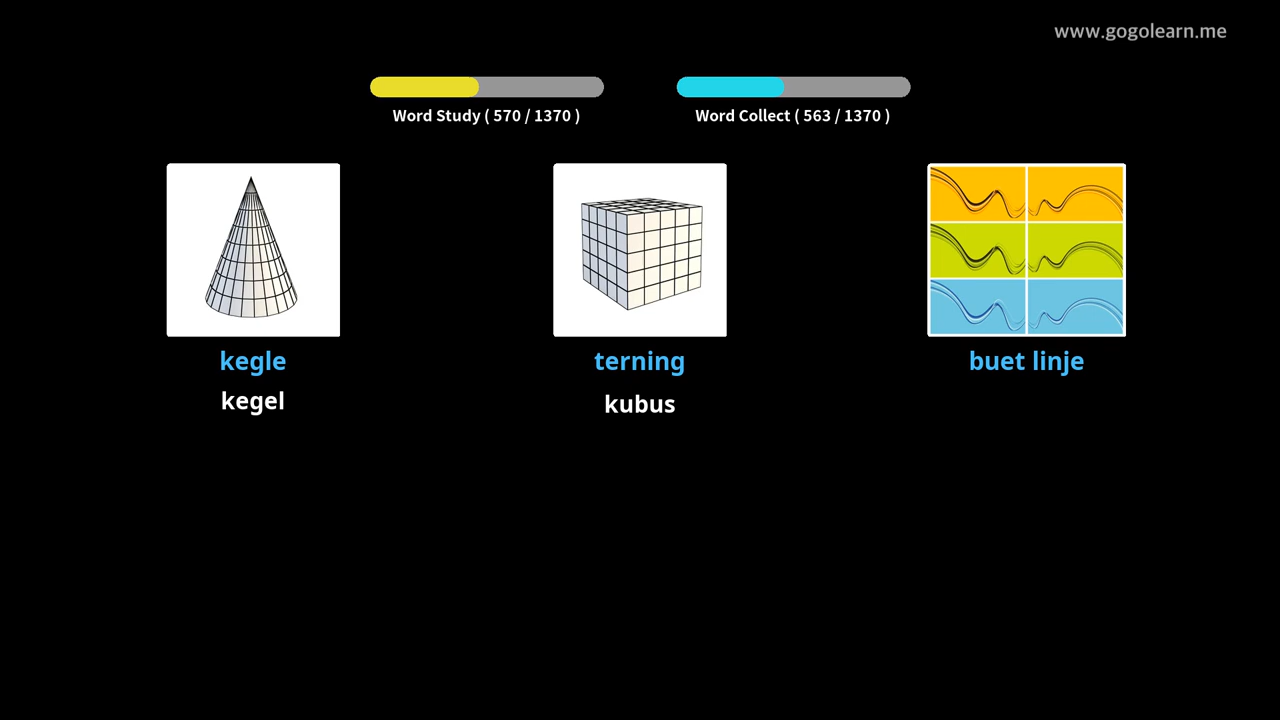 www.gogolearn.me
Word Study ( 570 / 1370 )
Word Collect ( 563 / 1370 )
kegle
kegel
terning
kubus
buet linje